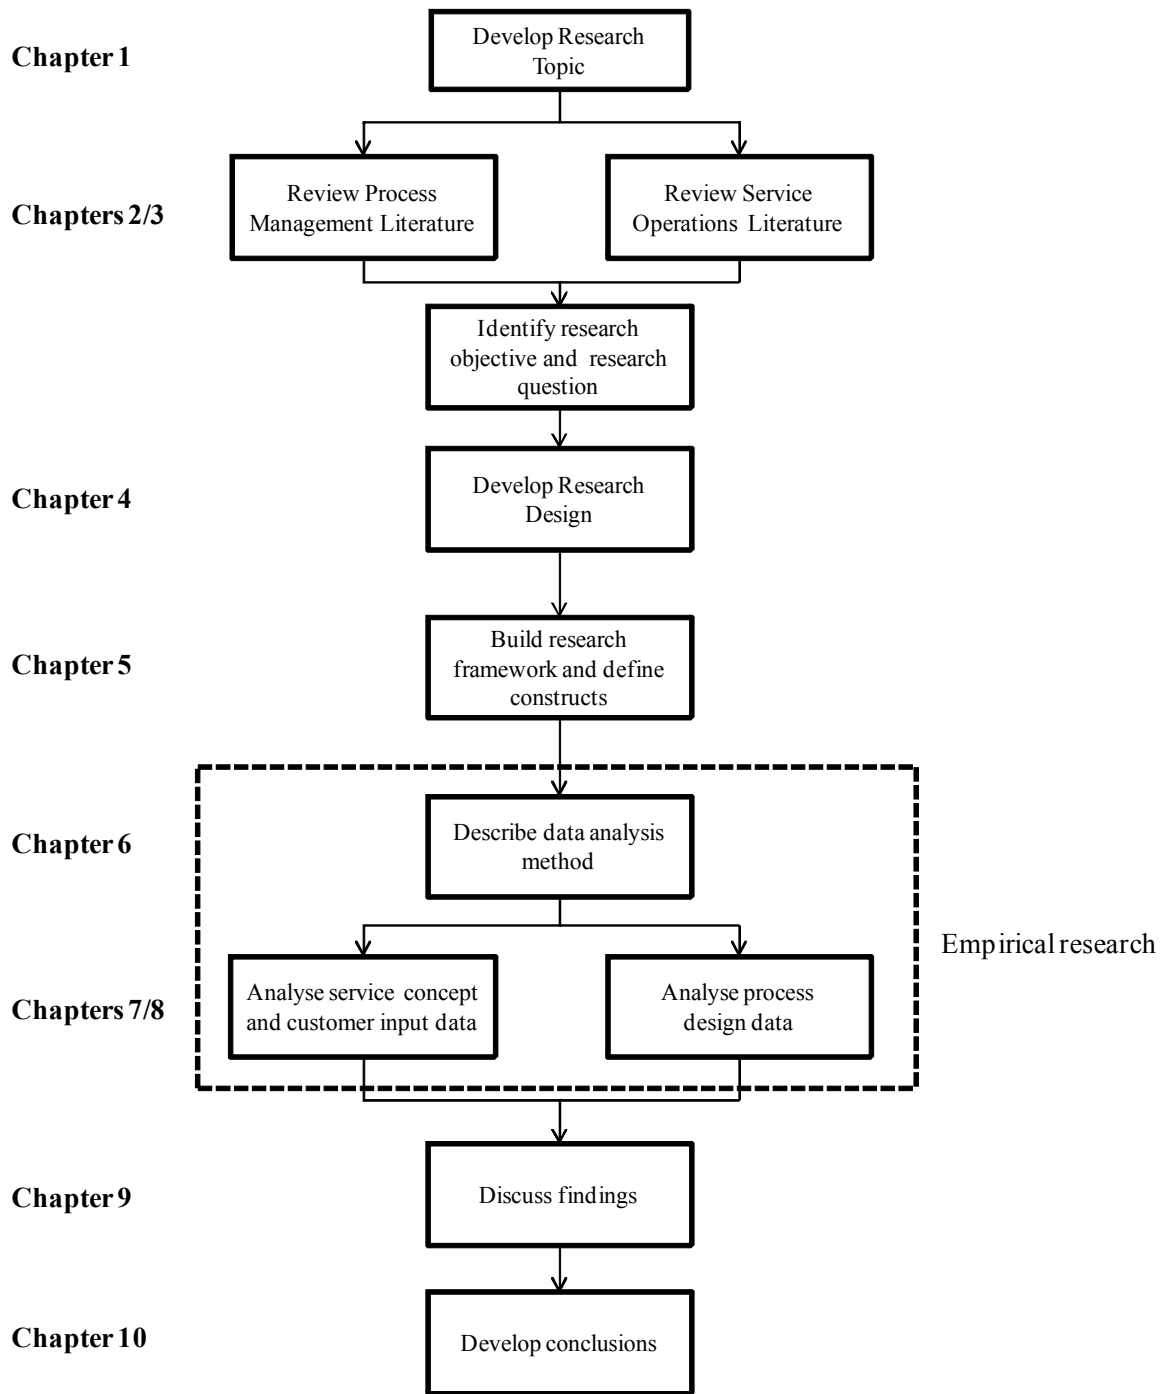 Chapter 1
Develop Research
Topic
Chapters 2/3
Review Process
Management Literature
Review Service
Operations Literature
Identify research
objective and research
question
Chapter 4
Develop Research
Design
Chapter 5
Build research
framework and define
constructs
Chapter 6
Describe data analysis
method
Empirical research
Chapters 7/8
Analyse service concept
and customer input data
Analyse process
design data
Chapter 9
Discuss findings
Chapter 10
Develop conclusions